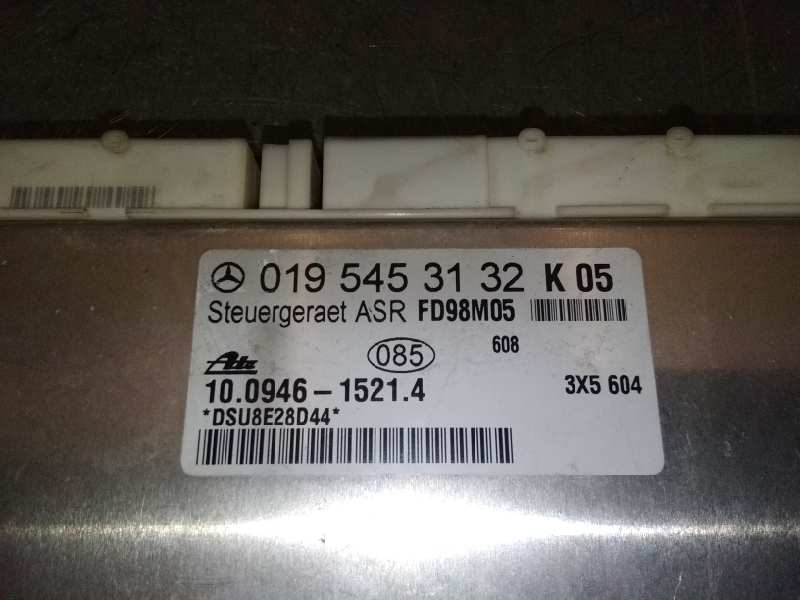 019 545 31 32 K 05
Steuergeraet ASR FD98M05
Ate 085 608
10.0946-1521.4 3X5 604
*DSU8E28D44*